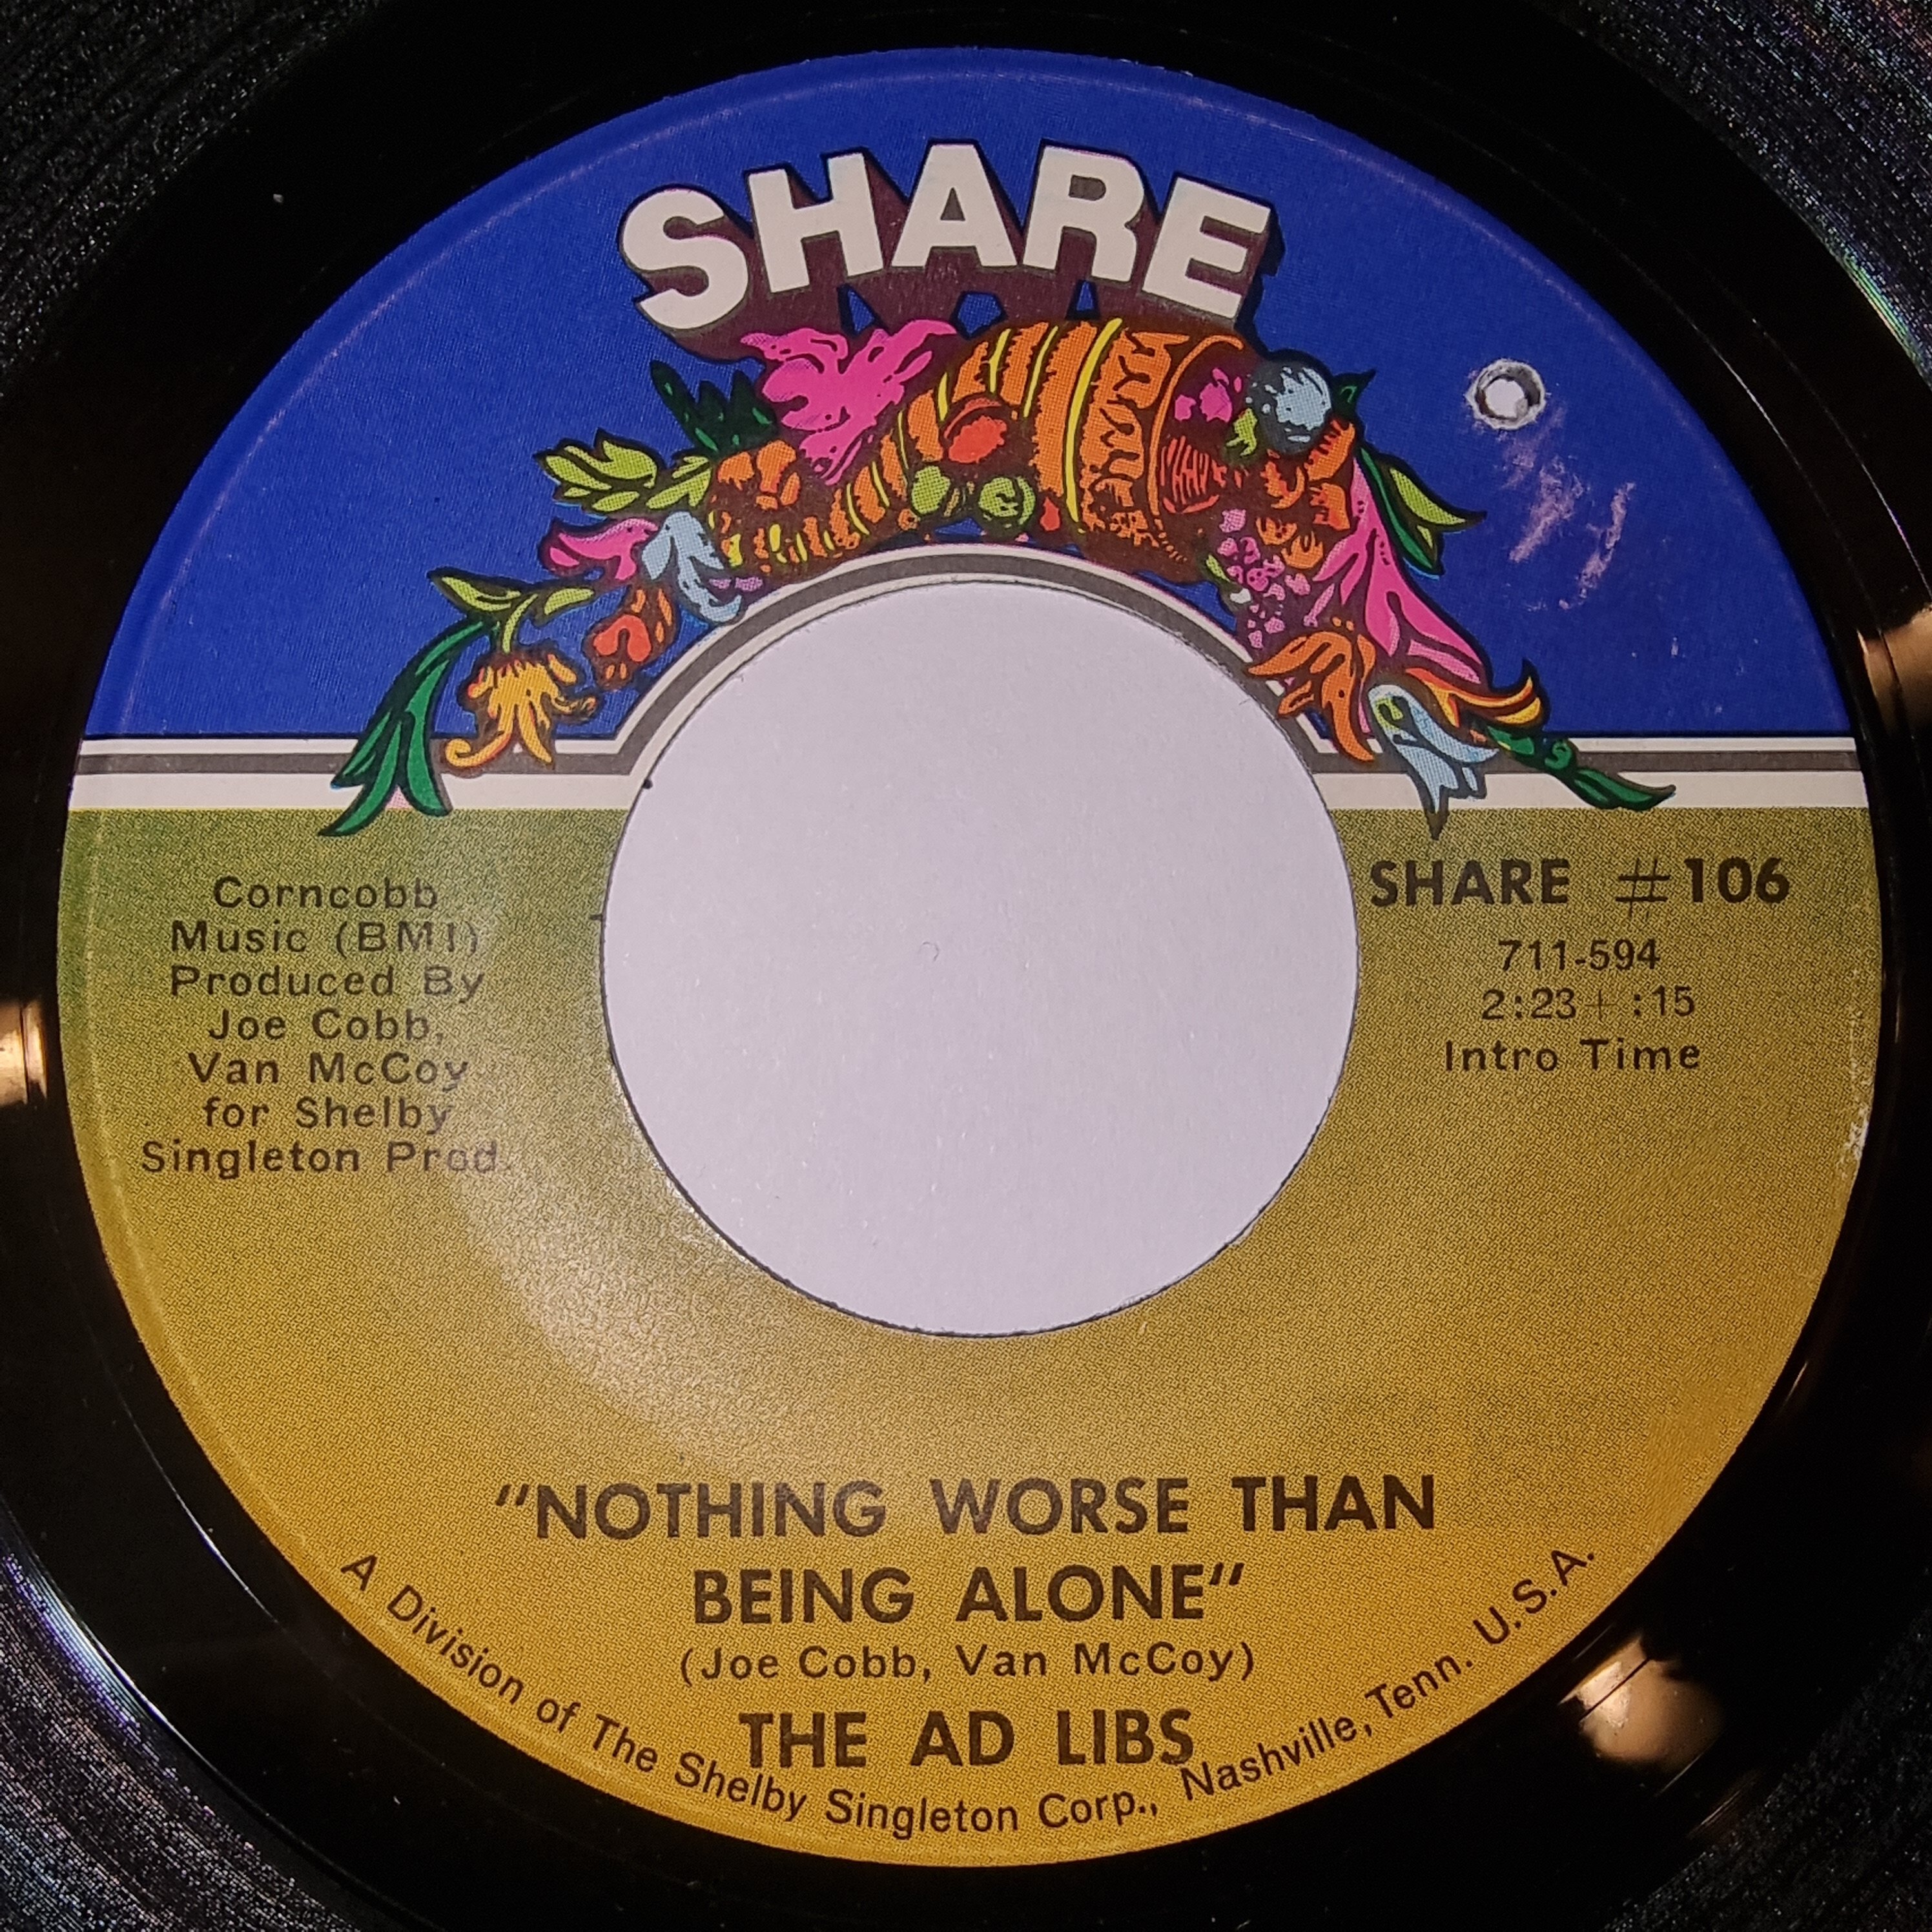 SHARE
Corncobb
Music (BMI)
Produced By
Joe Cobb,
Van McCoy
for Shelby
Singleton Prod.
SHARE #106
711-594
2:23+ :15
Intro Time
"NOTHING WORSE THAN
BEING ALONE"
(Joe Cobb, Van McCoy)
THE AD LIBS
A Division of The Shelby Singleton Corp., Nashville, Tenn. U.S.A.